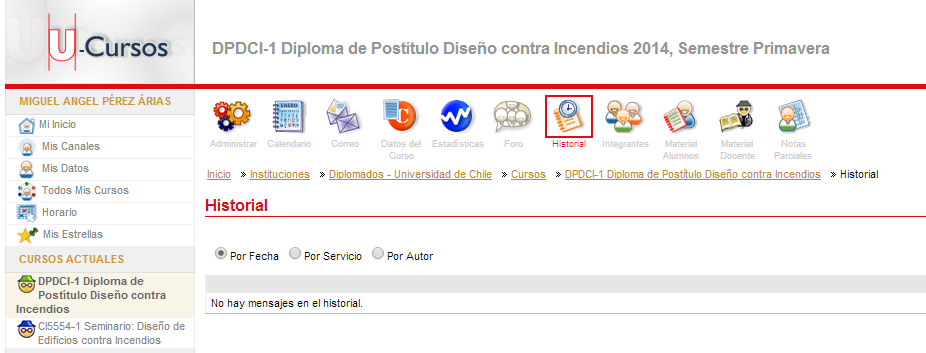 U-Cursos
DPDCI-1 Diploma de Postítulo Diseño contra Incendios 2014, Semestre Primavera
MIGUEL ANGEL PÉREZ ÁRIAS
Mi Inicio
Mis Canales
Mis Datos
Todos Mis Cursos
Horario
Mis Estrellas
CURSOS ACTUALES
DPDCI-1 Diploma de
Postítulo Diseño contra
Incendios
CI5554-1 Seminario: Diseño de
Edificios contra Incendios
Administrar
ENERO
Calendario
Correo
Datos del
Curso
Estadísticas
Foro
Historial
Integrantes
Material
Alumnos
Material
Docente
Notas
Parciales
Inicio » Instituciones » Diplomados - Universidad de Chile » Cursos » DPDCI-1 Diploma de Postítulo Diseño contra Incendios » Historial
Historial
Por Fecha Por Servicio Por Autor
No hay mensajes en el historial.